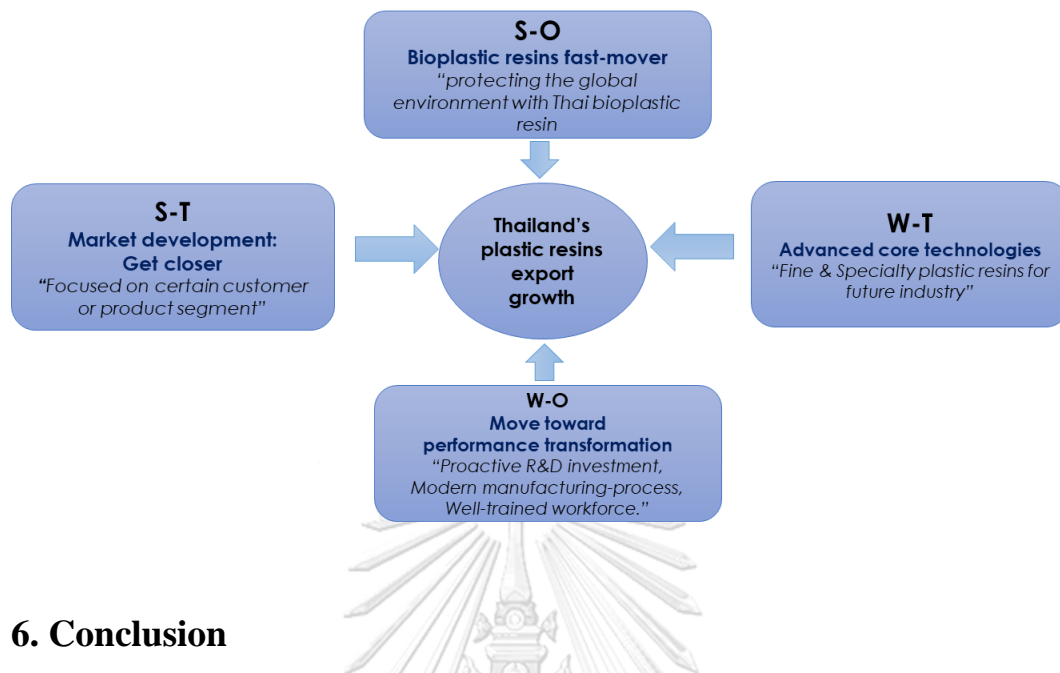 S-O
Bioplastic resins fast-mover
“protecting the global
environment with Thai bioplastic
resin
S-T
Market development:
Get closer
“Focused on certain customer
or product segment”
Thailand’s
plastic resins
export
growth
W-T
Advanced core technologies
“Fine & Specialty plastic resins for
future industry”
W-O
Move toward
performance transformation
“Proactive R&D investment,
Modern manufacturing-process,
Well-trained workforce.”
6. Conclusion